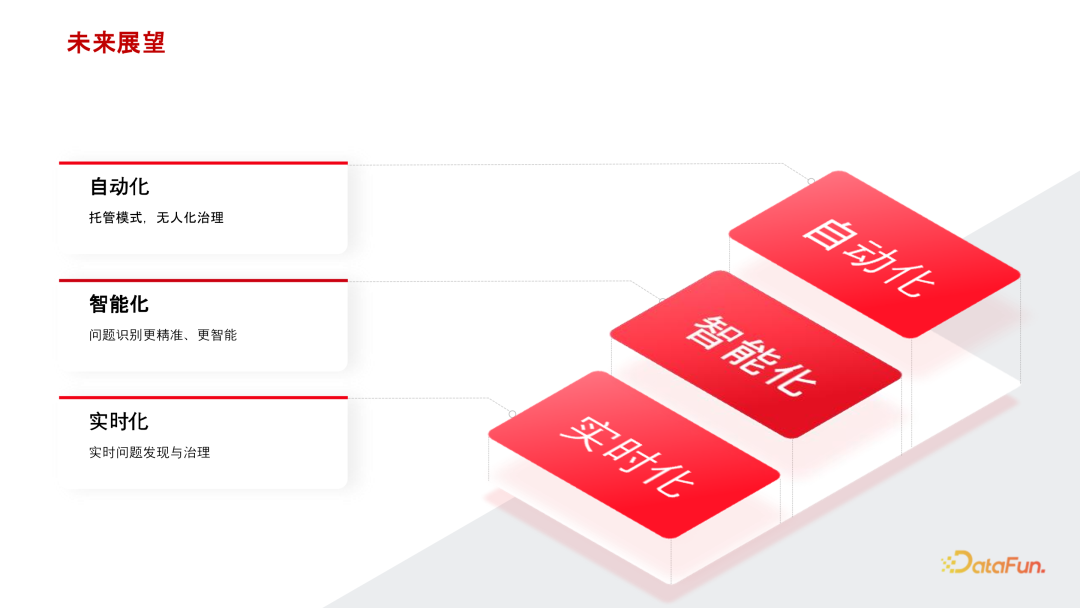 未来展望
自动化
托管模式，无人化治理
智能化
问题识别更精准、更智能
实时化
实时问题发现与治理
自动化
智能化
实时化
DataFun.